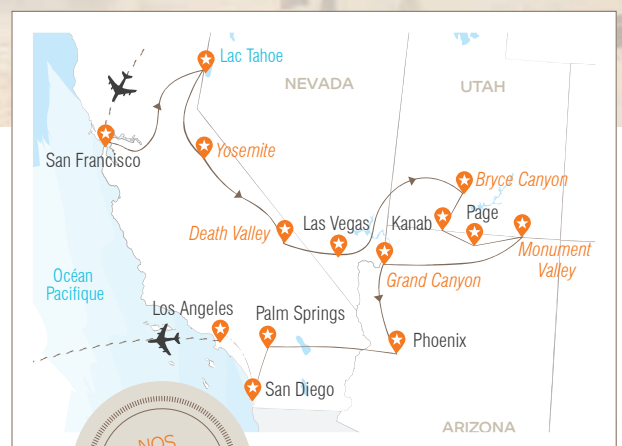 Lac Tahoe
NEVADA
UTAH
San Francisco
Yosemite
Bryce Canyon
Death Valley
Las Vegas
Kanab
Page
Monument
Valley
Grand Canyon
Océan
Pacifique
Los Angeles
Palm Springs
Phoenix
San Diego
ARIZONA
NOS